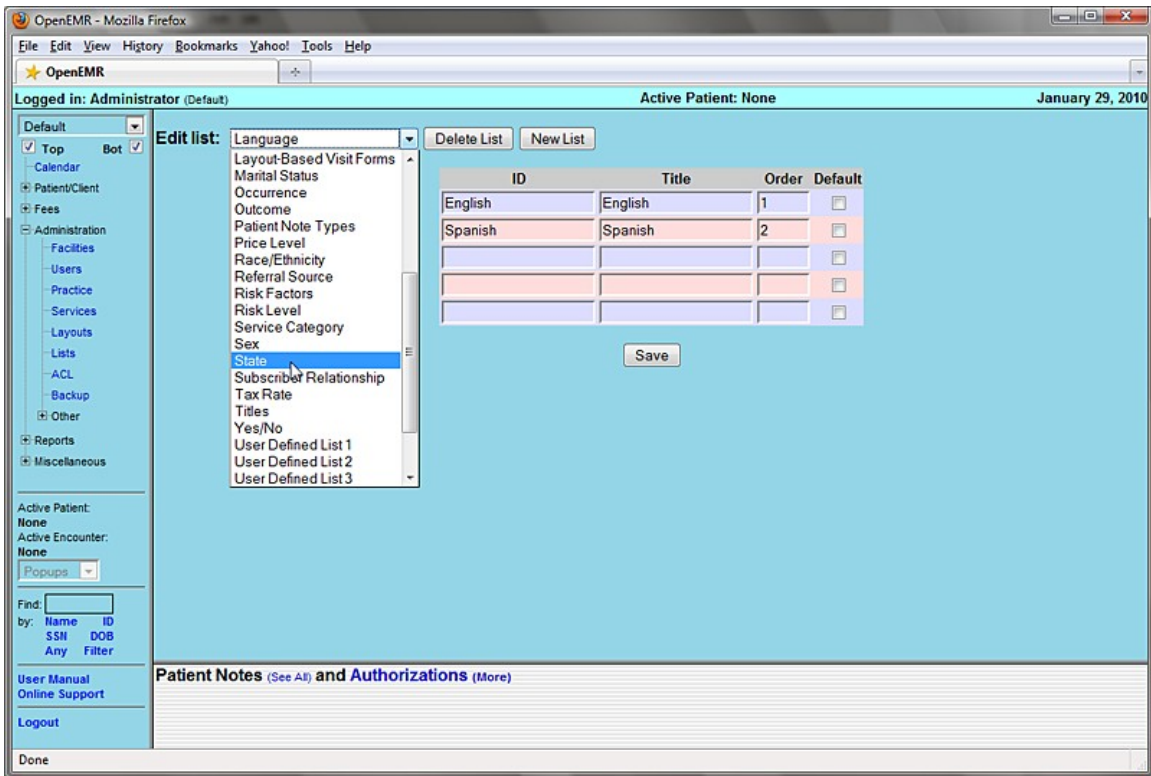 OpenEMR - Mozilla Firefox
File Edit View History Bookmarks Yahoo! Tools Help
OpenEMR
Logged in: Administrator (Default) Active Patient: None January 29, 2010
Default
Top Bot
Calendar
Patient/Client
Fees
Administration
Facilities
Users
Practice
Services
Layouts
Lists
ACL
Backup
Other
Reports
Miscellaneous
Active Patient:
None
Active Encounter:
None
Popups
Find:
by: Name ID
SSN DOB
Any Filter
User Manual
Online Support
Logout
Edit list: Language Delete List New List
Layout-Based Visit Forms
Marital Status
Occurrence
Outcome
Patient Note Types
Price Level
Race/Ethnicity
Referral Source
Risk Factors
Risk Level
Service Category
Sex
State
Subscriber Relationship
Tax Rate
Titles
Yes/No
User Defined List 1
User Defined List 2
User Defined List 3
ID Title Order Default
English English 1
Spanish Spanish 2
Save
Patient Notes (See All) and Authorizations (More)
Done